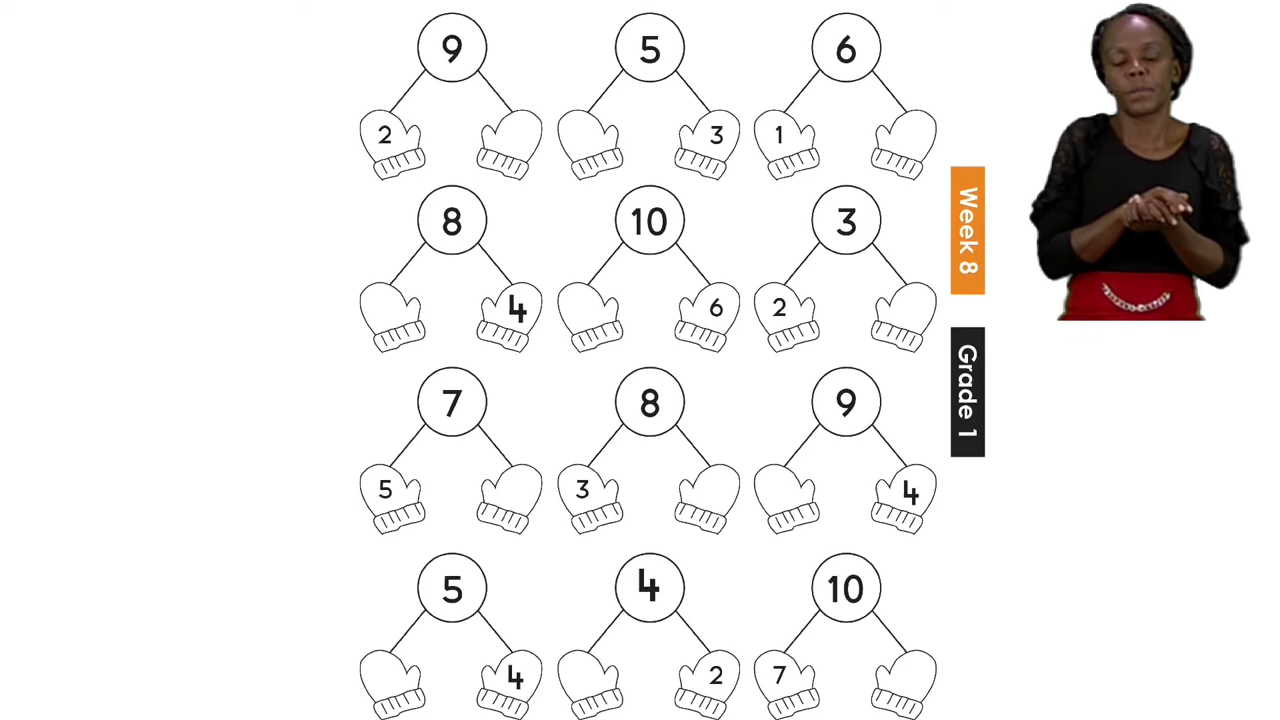 9 5 6
2 3 1
8 10 3
4 6 2
7 8 9
5 3 4
5 4 10
4 2 7
Week 8
Grade 1